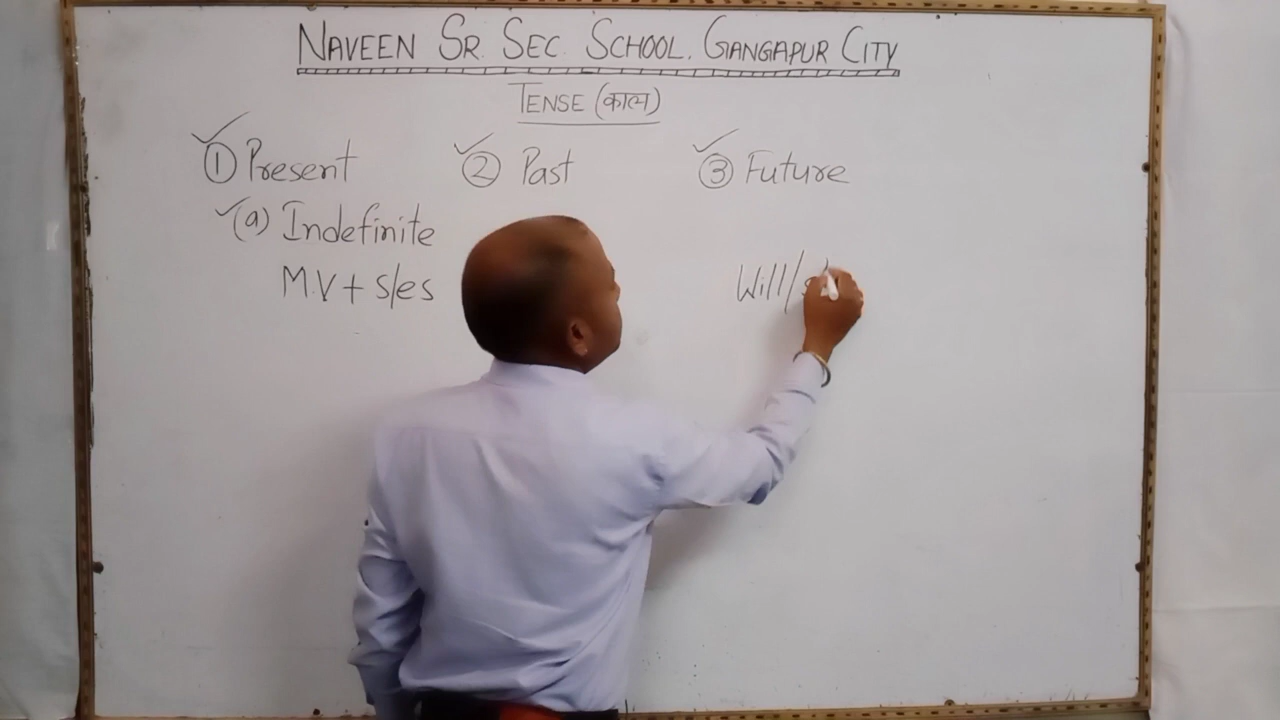 NAVEEN SR. SEC. SCHOOL. GANGAPUR CITY
TENSE (काल)
① Present ② Past ③ Future
(a) Indefinite
M.V + s/es Will/